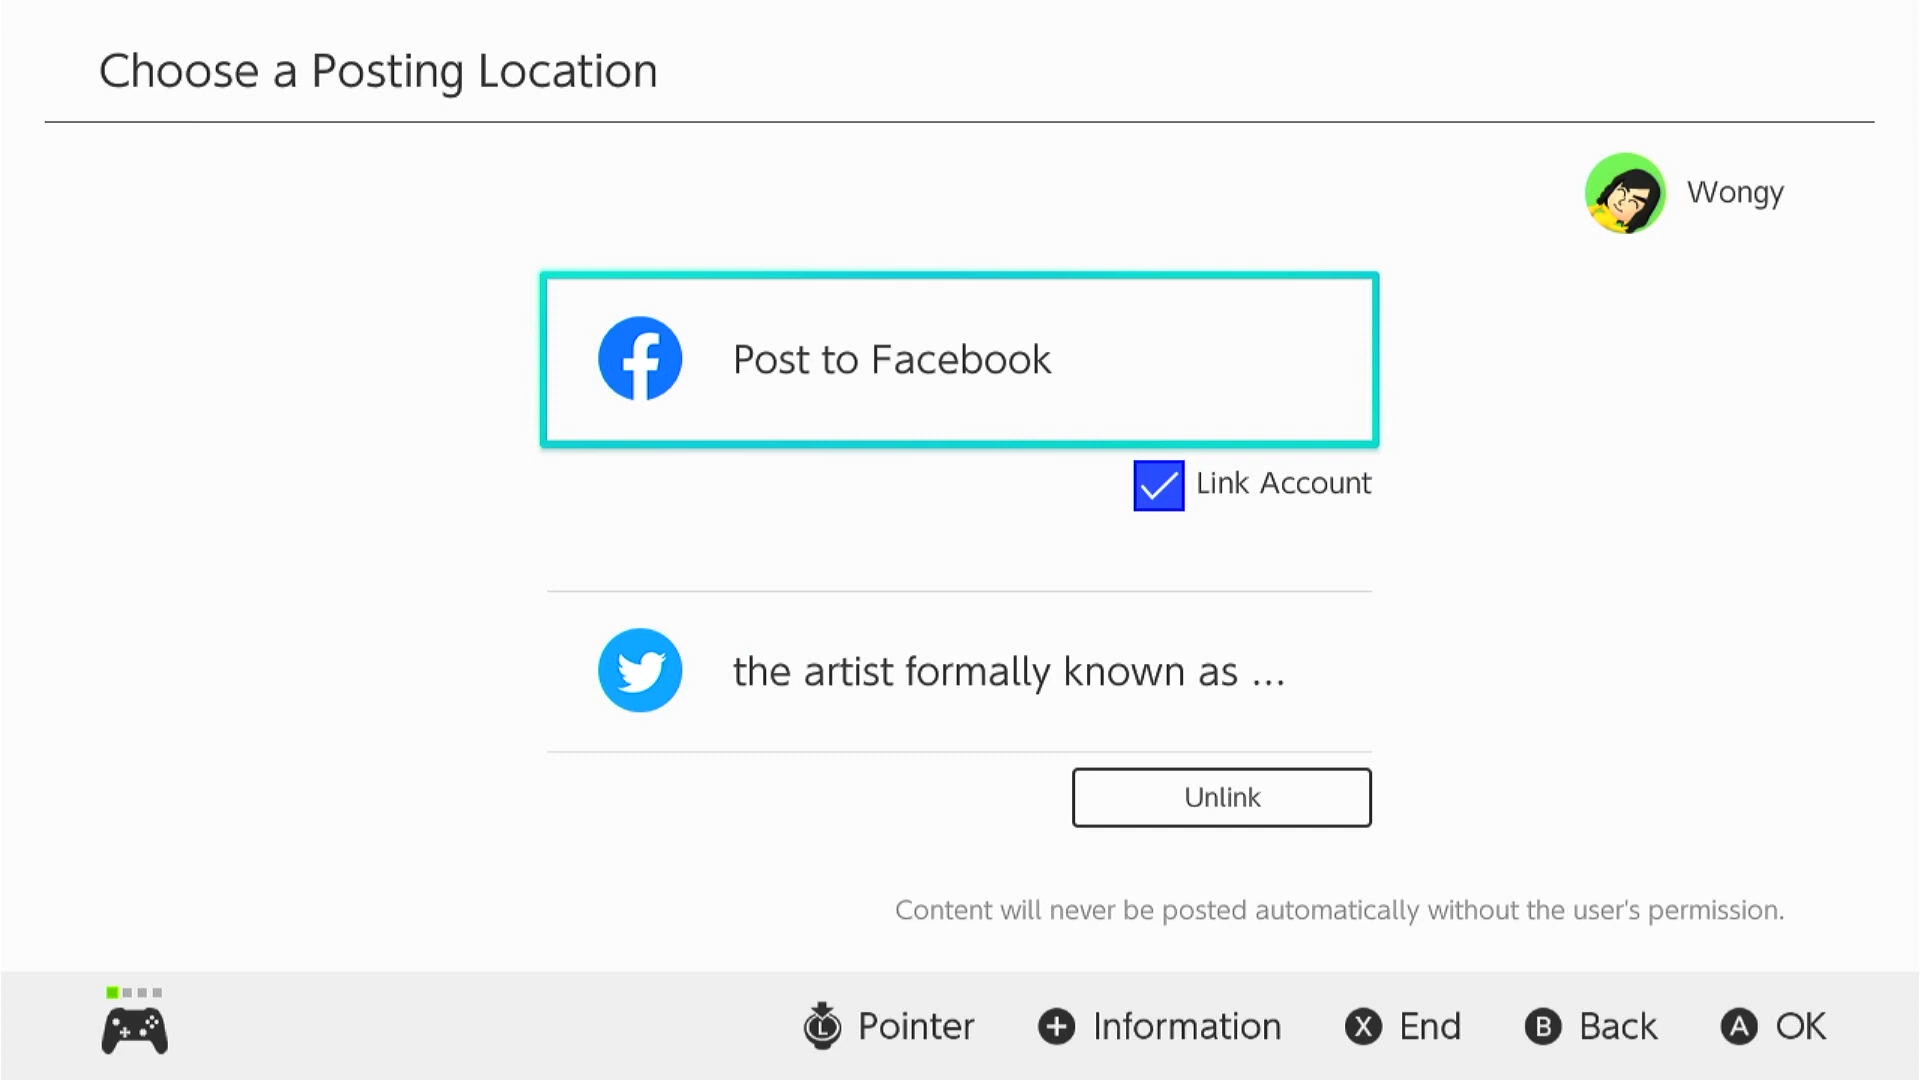 Choose a Posting Location
Wongy
Post to Facebook
Link Account
the artist formally known as ...
Unlink
Content will never be posted automatically without the user's permission.
L Pointer + Information X End B Back A OK